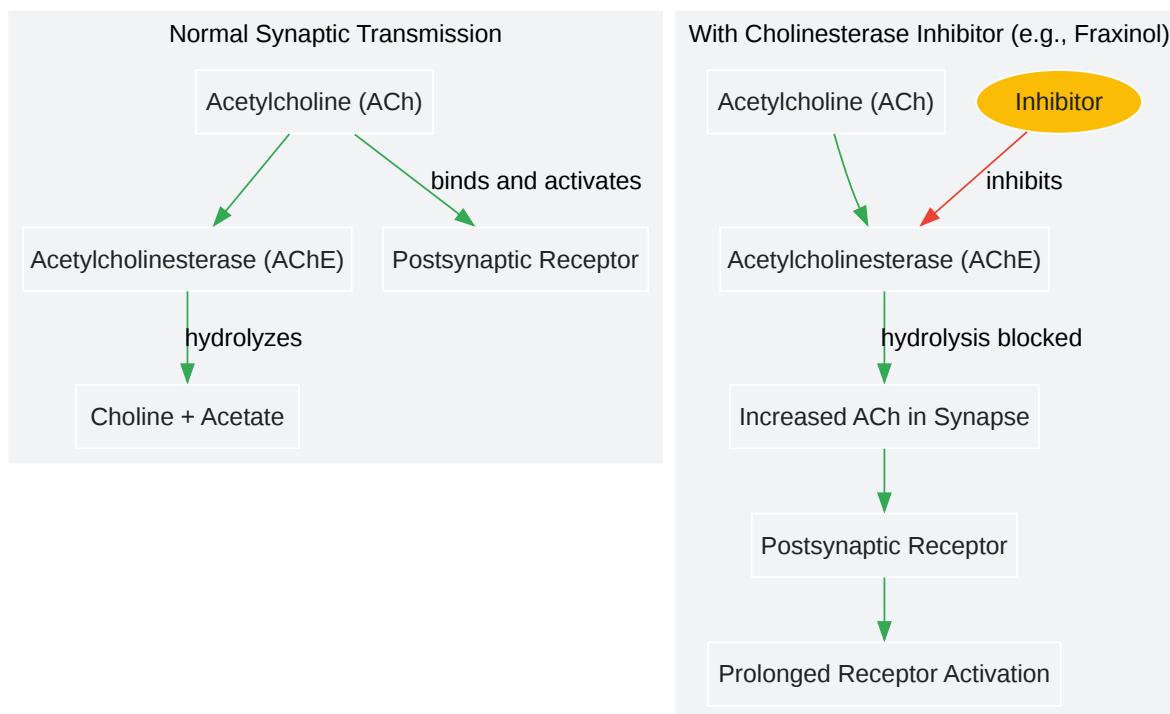 Normal Synaptic Transmission
Acetylcholine (ACh)
binds and activates
Acetylcholinesterase (AChE)
Postsynaptic Receptor
hydrolyzes
Choline + Acetate
With Cholinesterase Inhibitor (e.g., Fraxinol)
Acetylcholine (ACh)
Inhibitor
inhibits
Acetylcholinesterase (AChE)
hydrolysis blocked
Increased ACh in Synapse
Postsynaptic Receptor
Prolonged Receptor Activation